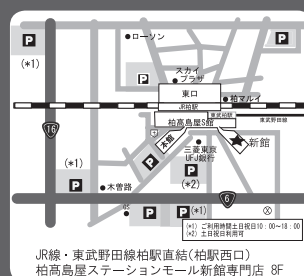 P
P
●ローソン
(*1)
P
スカイ
プラザ
東口
JR柏駅
●柏マルイ
東武柏駅
東武野田線
柏髙島屋S館
16
本館
新館
P
三菱東京
UFJ銀行
P
(*2)
(*1)
P
●木曽路
6
GS
P
P
(*1)
(*1) ご利用時間土日祝日10：00～18：00
(*2) 土日祝日利用可
JR線・東武野田線柏駅直結(柏駅西口)
柏髙島屋ステーションモール新館専門店 8F